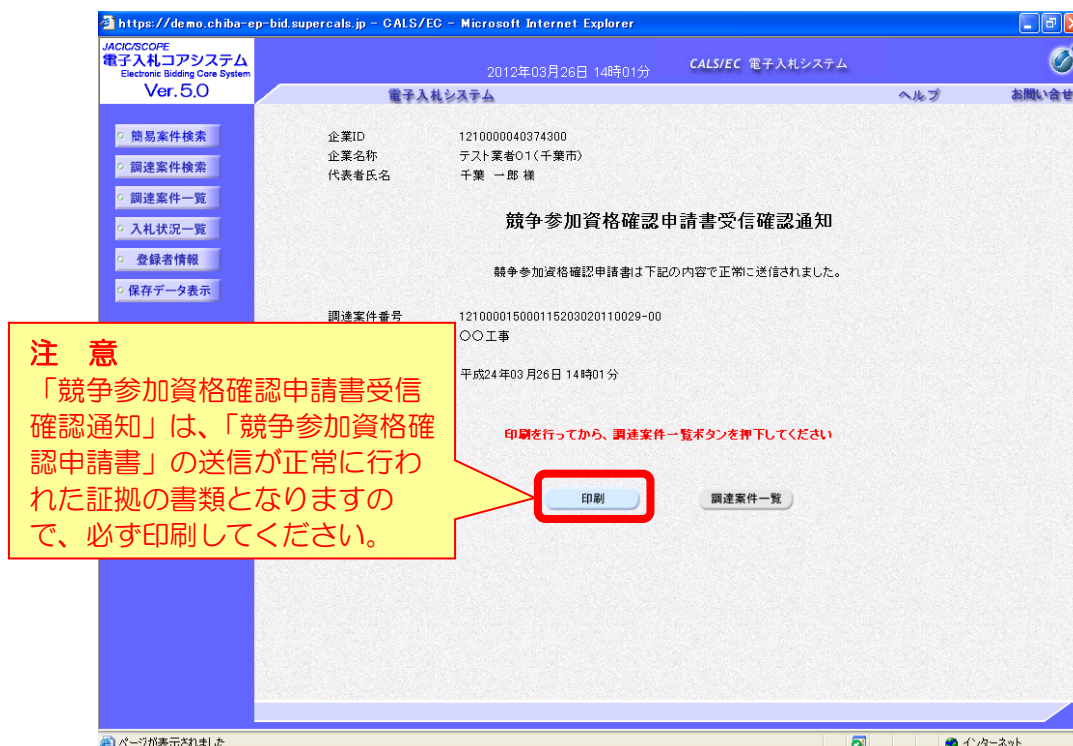 https://demo.chiba-ep-bid.supercals.jp - CALS/EC - Microsoft Internet Explorer
JACIC/SCOPE
電子入札コアシステム
Electronic Bidding Core System
Ver.5.0
2012年03月26日 14時01分
CALS/EC 電子入札システム
電子入札システム
ヘルプ
お問い合せ
簡易案件検索
調達案件検索
調達案件一覧
入札状況一覧
登録者情報
保存データ表示
企業ID 1210000040374300
企業名称 テスト業者01(千葉市)
代表者氏名 千葉 一郎 様
競争参加資格確認申請書受信確認通知
競争参加資格確認申請書は下記の内容で正常に送信されました。
調達案件番号 1210000150001152030201100​29-00
〇〇工事
平成24年03月26日 14時01分
印刷を行ってから、調達案件一覧ボタンを押下してください
印刷
調達案件一覧
注 意
「競争参加資格確認申請書受信
確認通知」は、「競争参加資格確
認申請書」の送信が正常に行わ
れた証拠の書類となりますの
で、必ず印刷してください。
ページが表示されました
インターネット